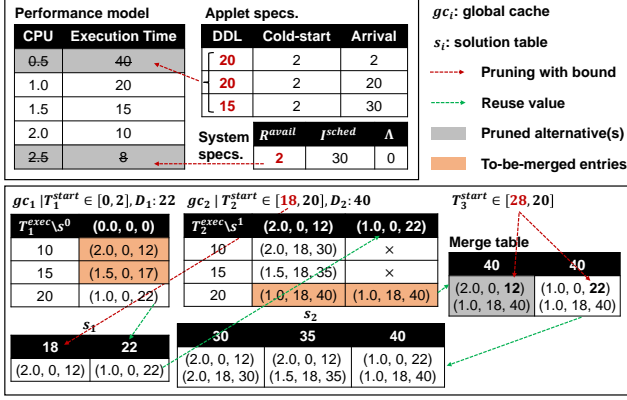 Performance model
CPU Execution Time
0.5 40
1.0 20
1.5 15
2.0 10
2.5 8
Applet specs.
DDL Cold-start Arrival
20 2 2
20 2 20
15 2 30
System specs.
R^avail I^sched Λ
2 30 0
gc_i: global cache
s_i: solution table
Pruning with bound
Reuse value
Pruned alternative(s)
To-be-merged entries
gc_1 | T_1^start ∈ [0, 2], D_1: 22
T_1^exec\s^0 (0.0, 0, 0)
10 (2.0, 0, 12)
15 (1.5, 0, 17)
20 (1.0, 0, 22)
gc_2 | T_2^start ∈ [18, 20], D_2: 40
T_2^exec\s^1 (2.0, 0, 12) (1.0, 0, 22)
10 (2.0, 18, 30) ×
15 (1.5, 18, 35) ×
20 (1.0, 18, 40) (1.0, 18, 40)
T_3^start ∈ [28, 20]
Merge table
40 40
(2.0, 0, 12) (1.0, 0, 22)
(1.0, 18, 40) (1.0, 18, 40)
s_1
18 22
(2.0, 0, 12) (1.0, 0, 22)
s_2
30 35 40
(2.0, 0, 12) (2.0, 0, 12) (1.0, 0, 22)
(2.0, 18, 30) (1.5, 18, 35) (1.0, 18, 40)